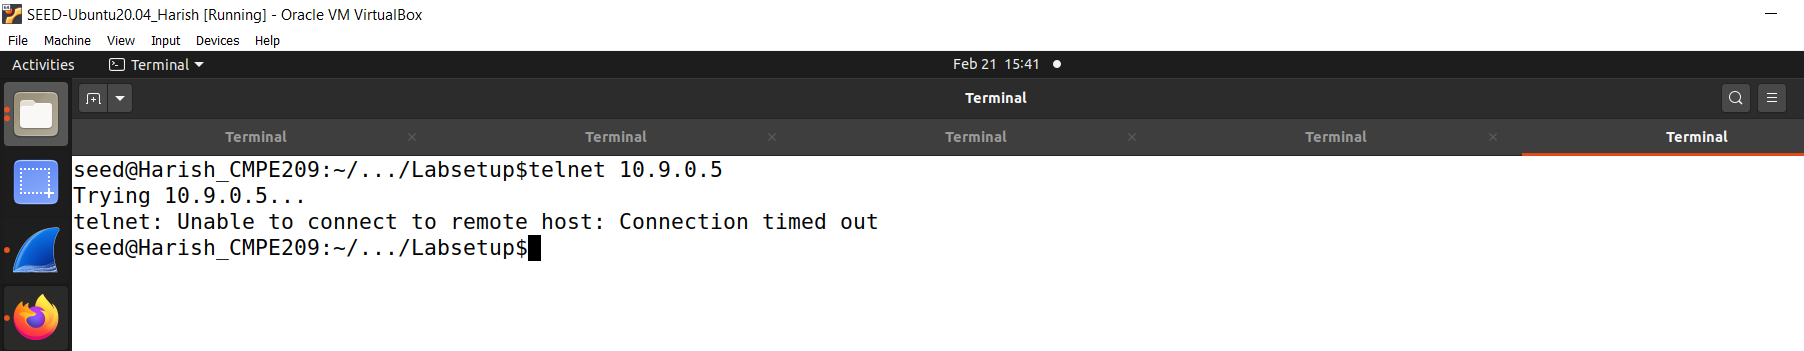 SEED-Ubuntu20.04_Harish [Running] - Oracle VM VirtualBox
File Machine View Input Devices Help
Activities Terminal Feb 21 15:41
Terminal
Terminal Terminal Terminal Terminal Terminal
seed@Harish_CMPE209:~/.../Labsetup$telnet 10.9.0.5
Trying 10.9.0.5...
telnet: Unable to connect to remote host: Connection timed out
seed@Harish_CMPE209:~/.../Labsetup$